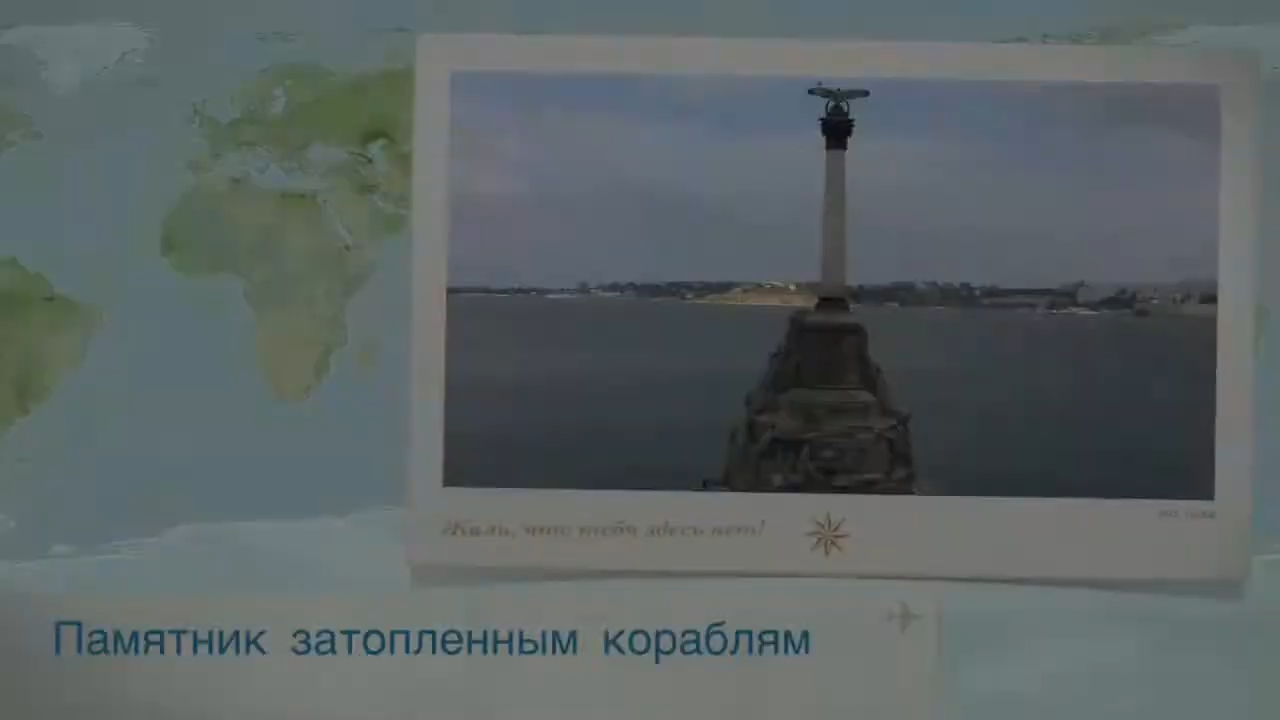 Жаль, что тебя здесь нет!
Памятник затопленным кораблям